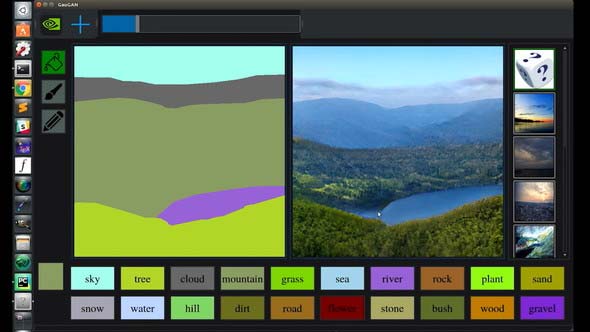 GauGAN
sky tree cloud mountain grass sea river rock plant sand
snow water hill dirt road flower stone bush wood gravel